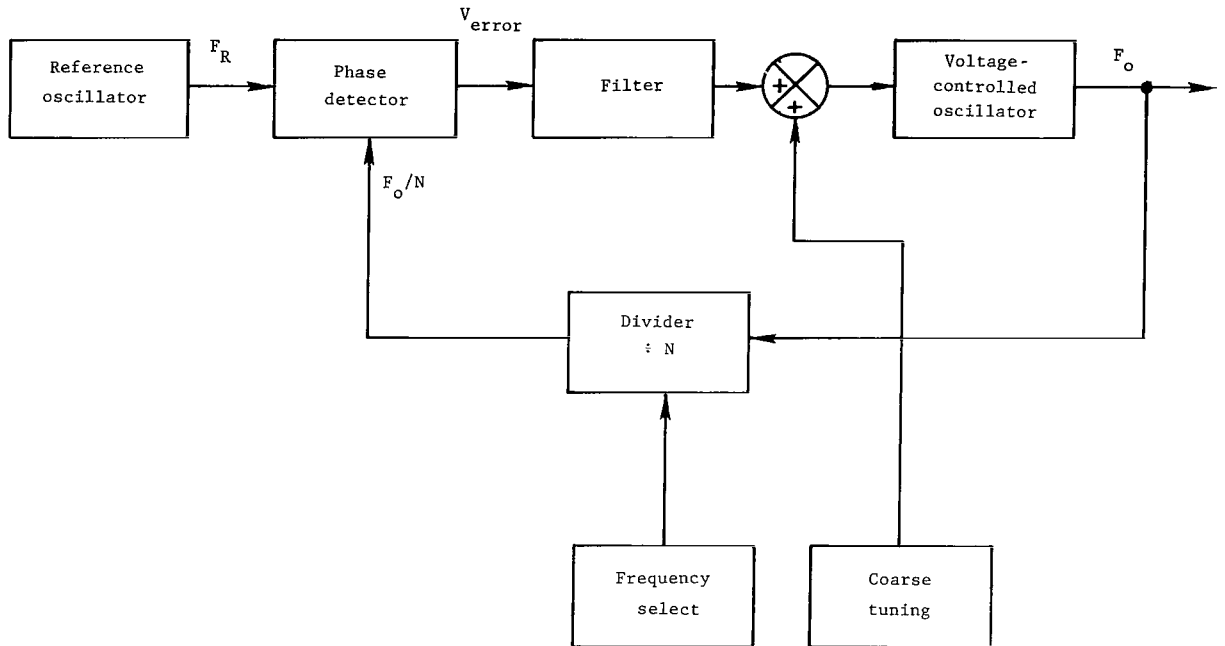 Reference
oscillator
F_R
Phase
detector
V_error
Filter
+
+
Voltage-
controlled
oscillator
F_o
F_o/N
Divider
÷ N
Frequency
select
Coarse
tuning